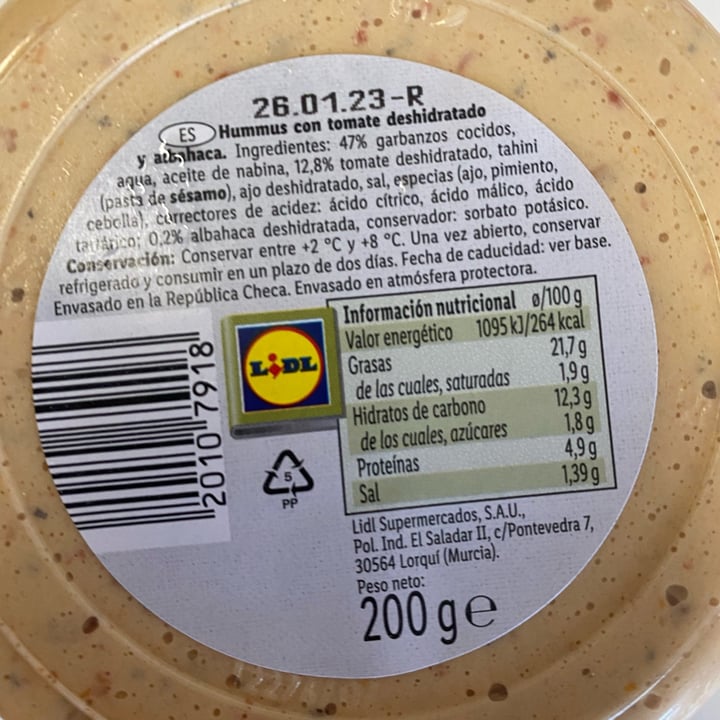 26.01.23-R
ES Hummus con tomate deshidratado
y albahaca. Ingredientes: 47% garbanzos cocidos,
agua, aceite de nabina, 12,8% tomate deshidratado, tahini
(pasta de sésamo), ajo deshidratado, sal, especias (ajo, pimiento,
cebolla), correctores de acidez: ácido cítrico, ácido málico, ácido
tartárico; 0,2% albahaca deshidratada, conservador: sorbato potásico.
Conservación: Conservar entre +2 °C y +8 °C. Una vez abierto, conservar
refrigerado y consumir en un plazo de dos días. Fecha de caducidad: ver base.
Envasado en la República Checa. Envasado en atmósfera protectora.
Información nutricional ø/100 g
Valor energético 1095 kJ/264 kcal
Grasas 21,7 g
de las cuales, saturadas 1,9 g
Hidratos de carbono 12,3 g
de los cuales, azúcares 1,8 g
Proteínas 4,9 g
Sal 1,39 g
LIDL
20107918
5
PP
Lidl Supermercados, S.A.U.,
Pol. Ind. El Saladar II, c/Pontevedra 7,
30564 Lorquí (Murcia).
Peso neto:
200 g e